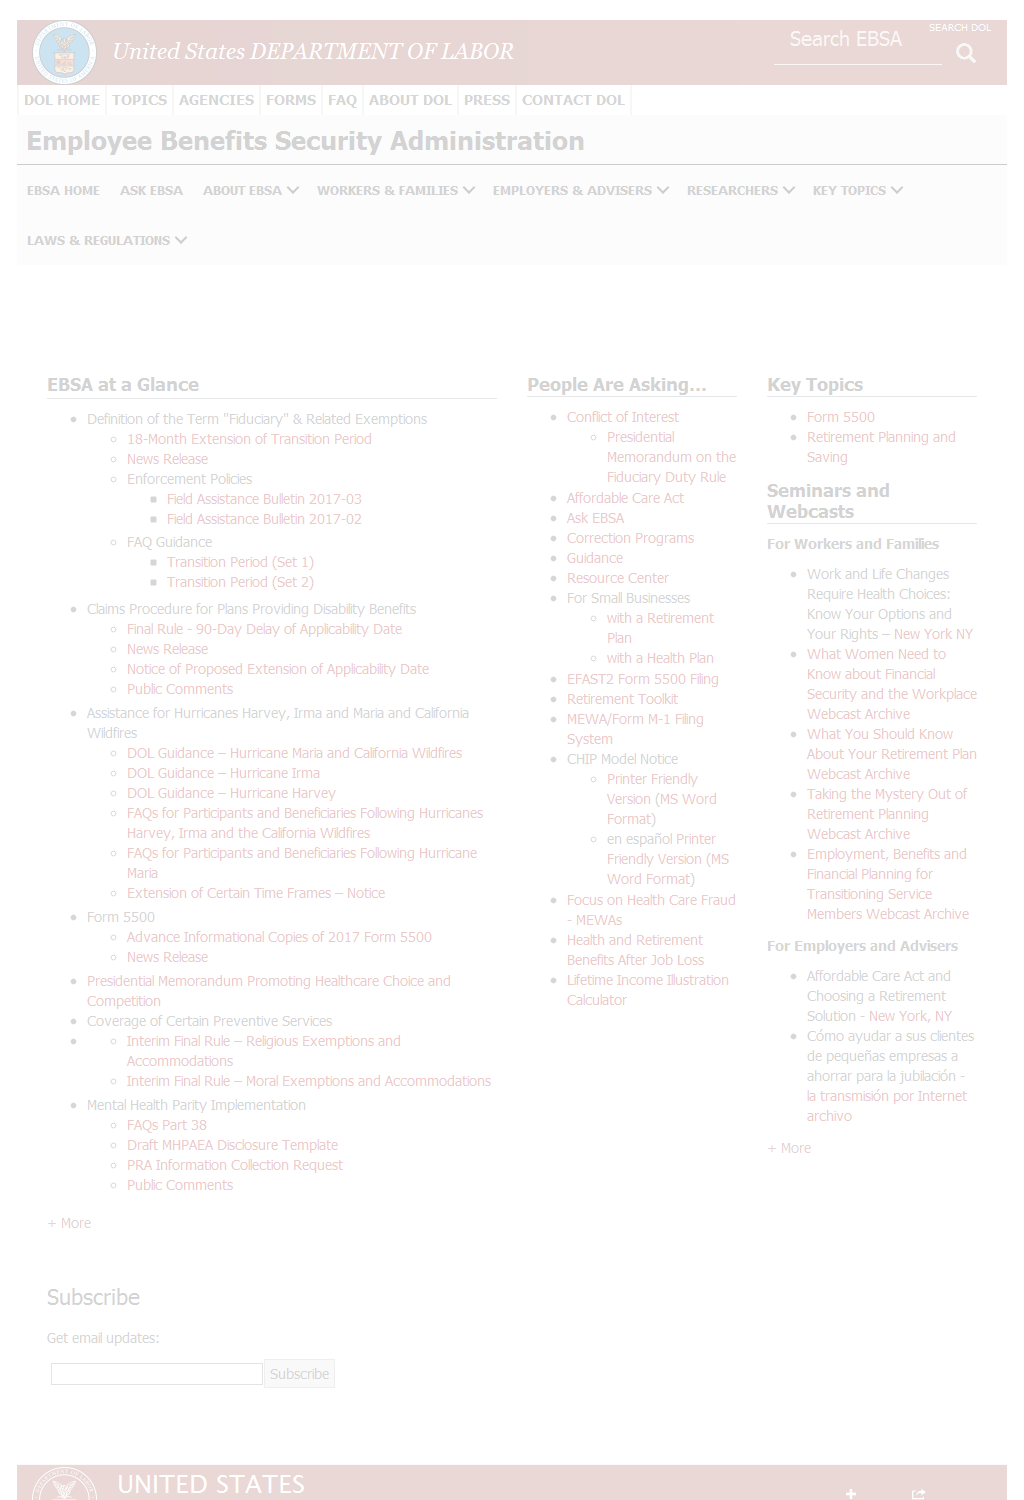 United States DEPARTMENT OF LABOR
SEARCH DOL
Search EBSA
DOL HOME TOPICS AGENCIES FORMS FAQ ABOUT DOL PRESS CONTACT DOL
Employee Benefits Security Administration
EBSA HOME ASK EBSA ABOUT EBSA WORKERS & FAMILIES EMPLOYERS & ADVISERS RESEARCHERS KEY TOPICS
LAWS & REGULATIONS
EBSA at a Glance
Definition of the Term "Fiduciary" & Related Exemptions
18-Month Extension of Transition Period
News Release
Enforcement Policies
Field Assistance Bulletin 2017-03
Field Assistance Bulletin 2017-02
FAQ Guidance
Transition Period (Set 1)
Transition Period (Set 2)
Claims Procedure for Plans Providing Disability Benefits
Final Rule - 90-Day Delay of Applicability Date
News Release
Notice of Proposed Extension of Applicability Date
Public Comments
Assistance for Hurricanes Harvey, Irma and Maria and California
Wildfires
DOL Guidance – Hurricane Maria and California Wildfires
DOL Guidance – Hurricane Irma
DOL Guidance – Hurricane Harvey
FAQs for Participants and Beneficiaries Following Hurricanes
Harvey, Irma and the California Wildfires
FAQs for Participants and Beneficiaries Following Hurricane
Maria
Extension of Certain Time Frames – Notice
Form 5500
Advance Informational Copies of 2017 Form 5500
News Release
Presidential Memorandum Promoting Healthcare Choice and
Competition
Coverage of Certain Preventive Services
Interim Final Rule – Religious Exemptions and
Accommodations
Interim Final Rule – Moral Exemptions and Accommodations
Mental Health Parity Implementation
FAQs Part 38
Draft MHPAEA Disclosure Template
PRA Information Collection Request
Public Comments
+ More
People Are Asking...
Conflict of Interest
Presidential
Memorandum on the
Fiduciary Duty Rule
Affordable Care Act
Ask EBSA
Correction Programs
Guidance
Resource Center
For Small Businesses
with a Retirement
Plan
with a Health Plan
EFAST2 Form 5500 Filing
Retirement Toolkit
MEWA/Form M-1 Filing
System
CHIP Model Notice
Printer Friendly
Version (MS Word
Format)
en español Printer
Friendly Version (MS
Word Format)
Focus on Health Care Fraud
- MEWAs
Health and Retirement
Benefits After Job Loss
Lifetime Income Illustration
Calculator
Key Topics
Form 5500
Retirement Planning and
Saving
Seminars and
Webcasts
For Workers and Families
Work and Life Changes
Require Health Choices:
Know Your Options and
Your Rights – New York NY
What Women Need to
Know about Financial
Security and the Workplace
Webcast Archive
What You Should Know
About Your Retirement Plan
Webcast Archive
Taking the Mystery Out of
Retirement Planning
Webcast Archive
Employment, Benefits and
Financial Planning for
Transitioning Service
Members Webcast Archive
For Employers and Advisers
Affordable Care Act and
Choosing a Retirement
Solution - New York, NY
Cómo ayudar a sus clientes
de pequeñas empresas a
ahorrar para la jubilación -
la transmisión por Internet
archivo
+ More
Subscribe
Get email updates:
Subscribe
UNITED STATES